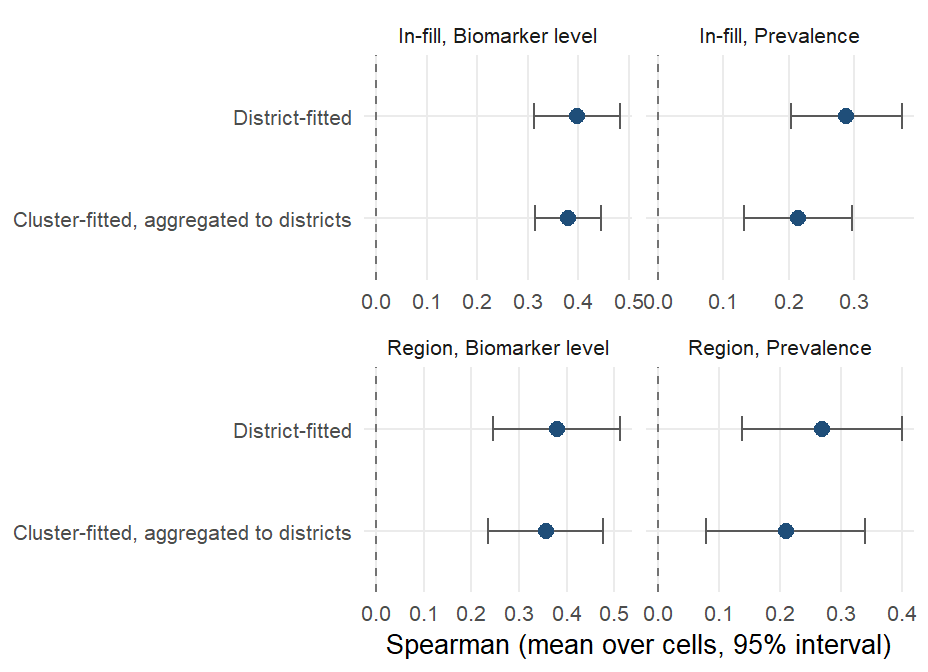 In-fill, Biomarker level
In-fill, Prevalence
District-fitted
Cluster-fitted, aggregated to districts
0.0 0.1 0.2 0.3 0.4 0.5
0.0 0.1 0.2 0.3
Region, Biomarker level
Region, Prevalence
District-fitted
Cluster-fitted, aggregated to districts
0.0 0.1 0.2 0.3 0.4 0.5
0.0 0.1 0.2 0.3 0.4
Spearman (mean over cells, 95% interval)